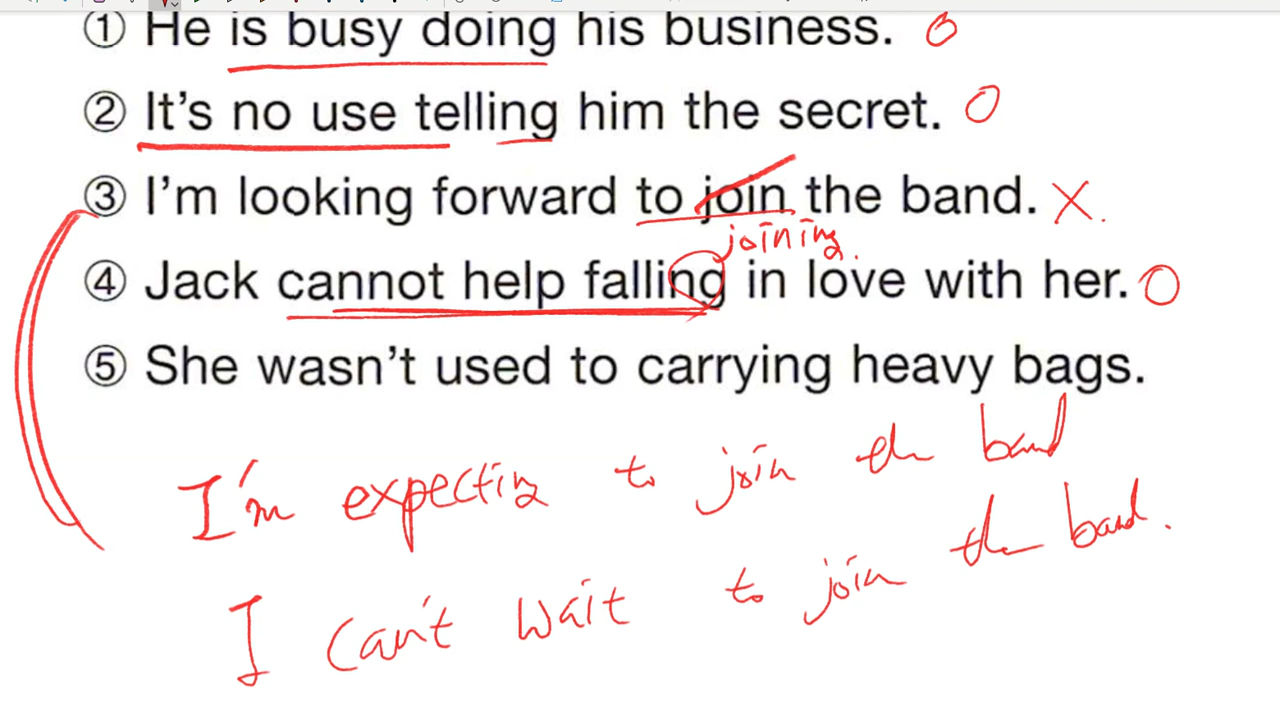 ① He is busy doing his business. O
② It's no use telling him the secret. O
③ I'm looking forward to join the band. X.
joining.
④ Jack cannot help falling in love with her. O
⑤ She wasn't used to carrying heavy bags.
I'm expecting to join the band
I can't wait to join the band.